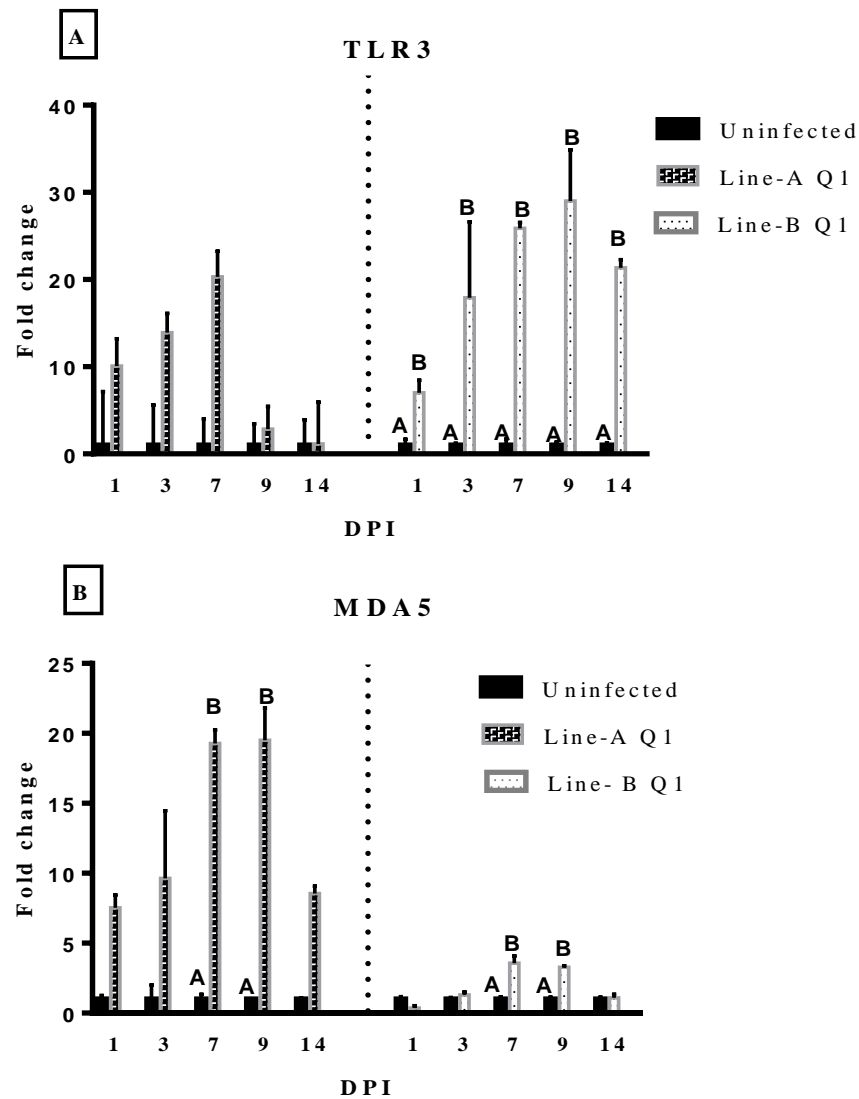 A
TLR3
40
30
20
10
0
Fold change
A B
A B
A B
A B
A B
1 3 7 9 14 1 3 7 9 14
DPI
Uninfected
Line-A Q1
Line-B Q1
B
MDA5
25
20
15
10
5
0
Fold change
A B
A B
A B
A B
1 3 7 9 14 1 3 7 9 14
DPI
Uninfected
Line-A Q1
Line- B Q1